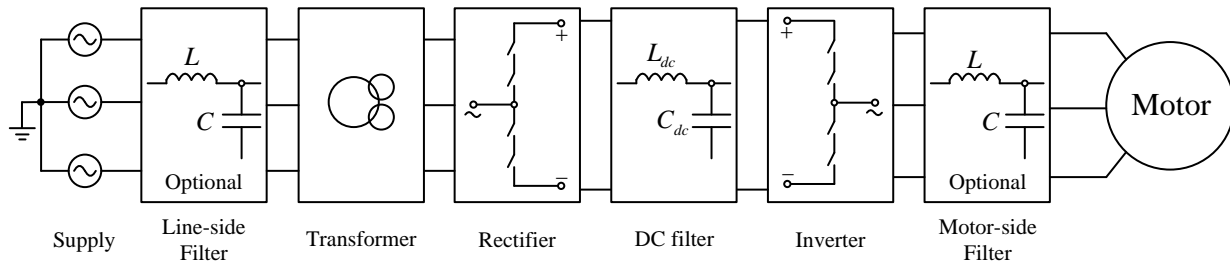 L
C
Optional
+
~
−
L_dc
C_dc
+
~
−
L
C
Optional
Motor
Supply
Line-side
Filter
Transformer
Rectifier
DC filter
Inverter
Motor-side
Filter